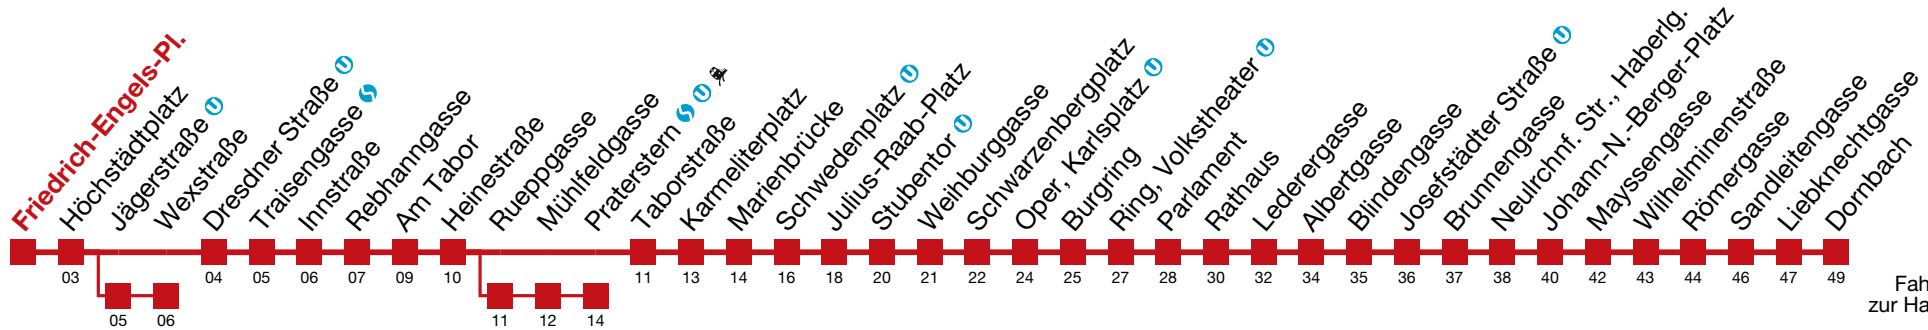 Friedrich-Engels-Pl.
Höchstädtplatz
Jägerstraße U
Wexstraße
Dresdner Straße U
Traisengasse S
Innstraße
Rebhanngasse
Am Tabor
Heinestraße
Rueppgasse
Mühlfeldgasse
Praterstern S U
Taborstraße
Karmeliterplatz
Marienbrücke
Schwedenplatz U
Julius-Raab-Platz
Stubentor U
Weihburggasse
Schwarzenbergplatz
Oper, Karlsplatz U
Burgring
Ring, Volkstheater U
Parlament
Rathaus
Lederergasse
Albertgasse
Blindengasse
Josefstädter Straße U
Brunnengasse
Neulrchnf. Str., Haberlg.
Johann-N.-Berger-Platz
Mayssengasse
Wilhelminenstraße
Römergasse
Sandleitengasse
Liebknechtgasse
Dornbach
03 04 05 06 07 09 10 11 13 14 16 18 20 21 22 24 25 27 28 30 32 34 35 36 37 38 40 42 43 44 46 47 49
05 06 11 12 14
Fah
zur Ha